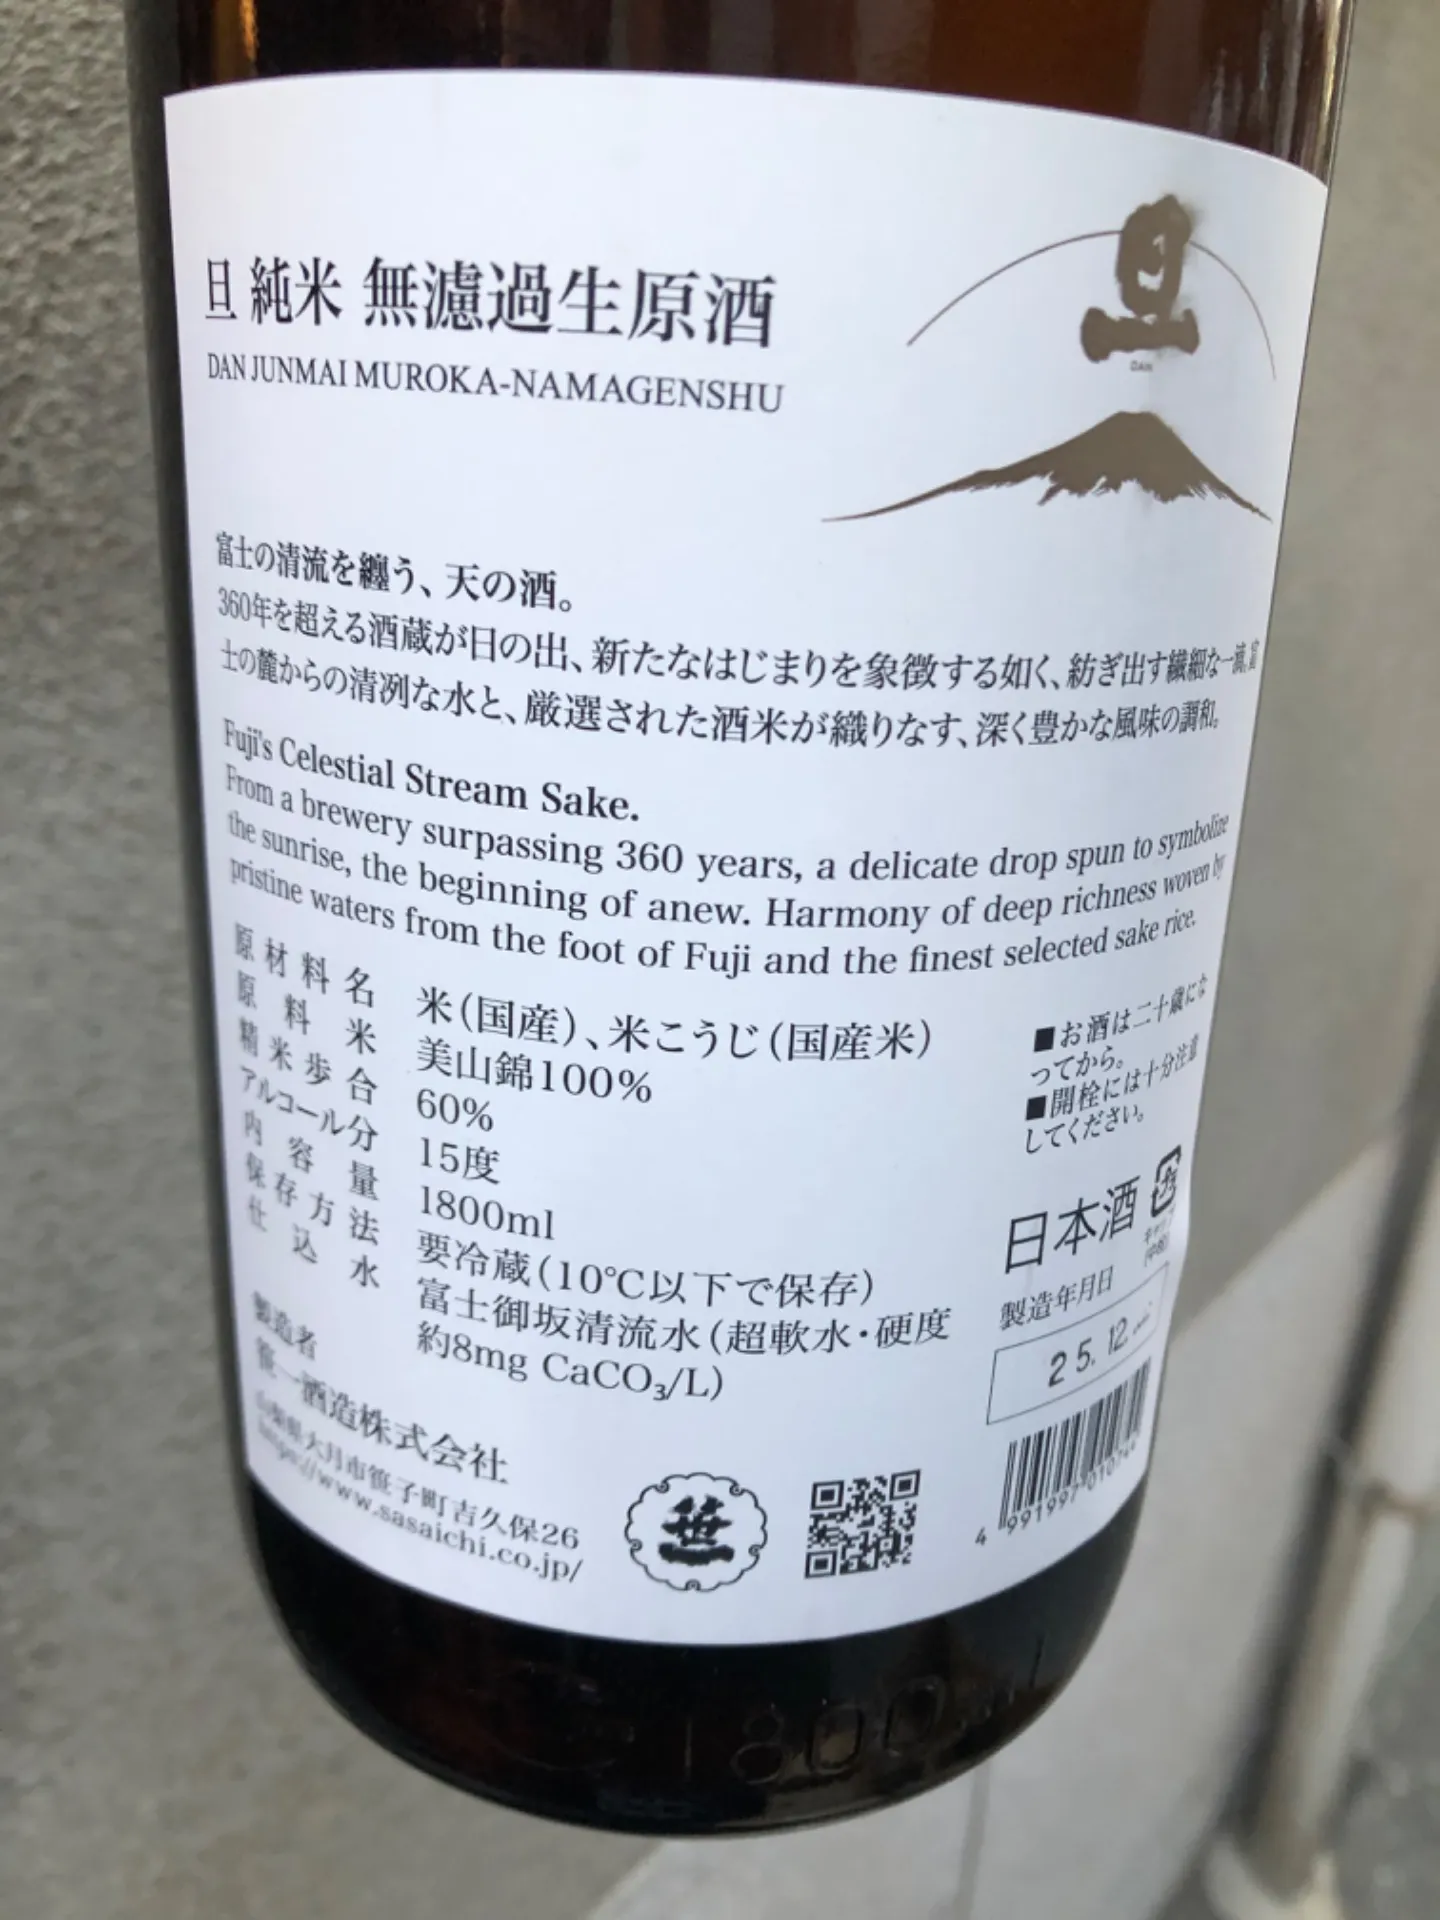 旦 純米 無濾過生原酒
DAN JUNMAI MUROKA-NAMAGENSHU
旦
DAN
富士の清流を纏う、天の酒。
360年を超える酒蔵が日の出、新たなはじまりを象徴する如く、紡ぎ出す繊細な一滴。富
士の麓からの清冽な水と、厳選された酒米が織りなす、深く豊かな風味の調和。
Fuji's Celestial Stream Sake.
From a brewery surpassing 360 years, a delicate drop spun to symbolize
the sunrise, the beginning of anew. Harmony of deep richness woven by
pristine waters from the foot of Fuji and the finest selected sake rice.
原材料名 米(国産)、米こうじ(国産米)
原料米 美山錦100%
精米歩合 60%
アルコール分 15度
内容量 1800ml
保存方法 要冷蔵(10℃以下で保存)
仕込水 富士御坂清流水(超軟水・硬度
約8mg CaCO₃/L)
製造者
笹一酒造株式会社
山梨県大月市笹子町吉久保26
https://www.sasaichi.co.jp/
笹一
■お酒は二十歳にな
ってから。
■開栓には十分注意
してください。
日本酒
製造年月日
25.12
4 991997 010744
1800ml